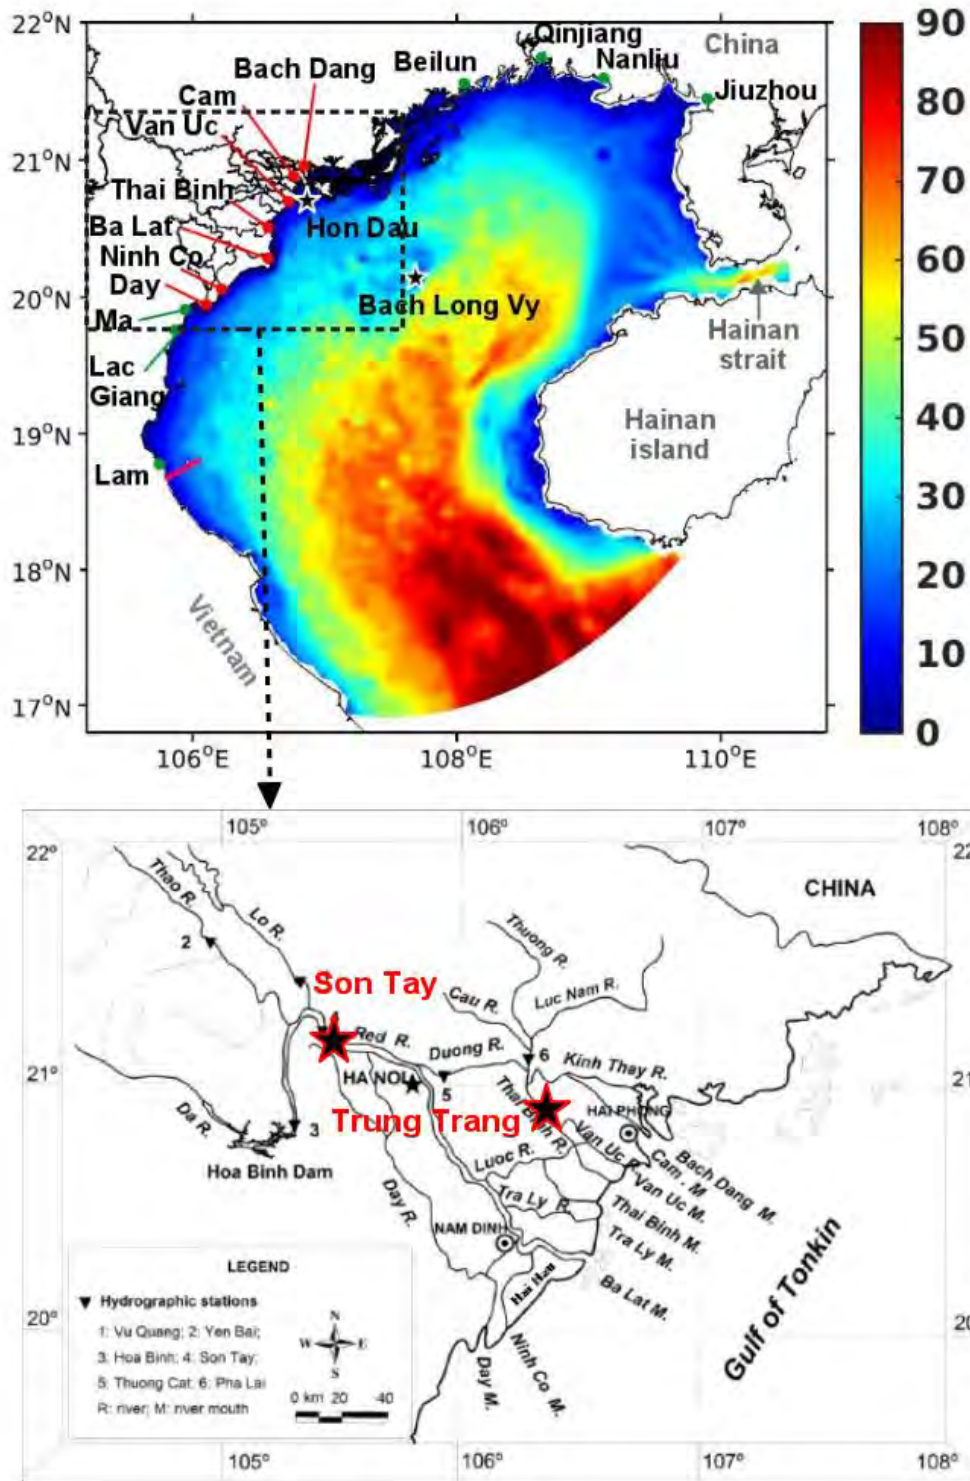 22°N
21°N
20°N
19°N
18°N
17°N
106°E
108°E
110°E
90
80
70
60
50
40
30
20
10
0
Qinjiang
China
Beilun
Nanliu
Bach Dang
Jiuzhou
Cam
Van Uc
Thai Binh
Hon Dau
Ba Lat
Ninh Co
Day
Bach Long Vy
Ma
Lac
Giang
Hainan
strait
Hainan
island
Lam
Vietnam
105°
106°
107°
108°
22°
22
CHINA
Thao R.
Lo R.
2
Thuong R.
Son Tay
Cau R.
Luc Nam R.
Red R.
Duong R.
6
Kinh Thay R.
21°
21
HA NOI
5
Trung Trang
Thai Binh R.
HAI PHONG
Da R.
3
Hoa Binh Dam
Van Uc R.
Cam . M
Bach Dang M.
Luoc R.
Van Uc M.
Day R.
Tra Ly R.
Thai Binh M.
NAM DINH
Tra Ly M.
Hai Hau
Ba Lat M.
Gulf of Tonkin
20°
20
Ninh Co M.
Day M.
LEGEND
Hydrographic stations
1: Vu Quang; 2: Yen Bai;
3: Hoa Binh; 4: Son Tay;
5: Thuong Cat; 6: Pha Lai
R: river; M: river mouth
N
W E
S
0 km 20 40
105°
106°
107°
108°